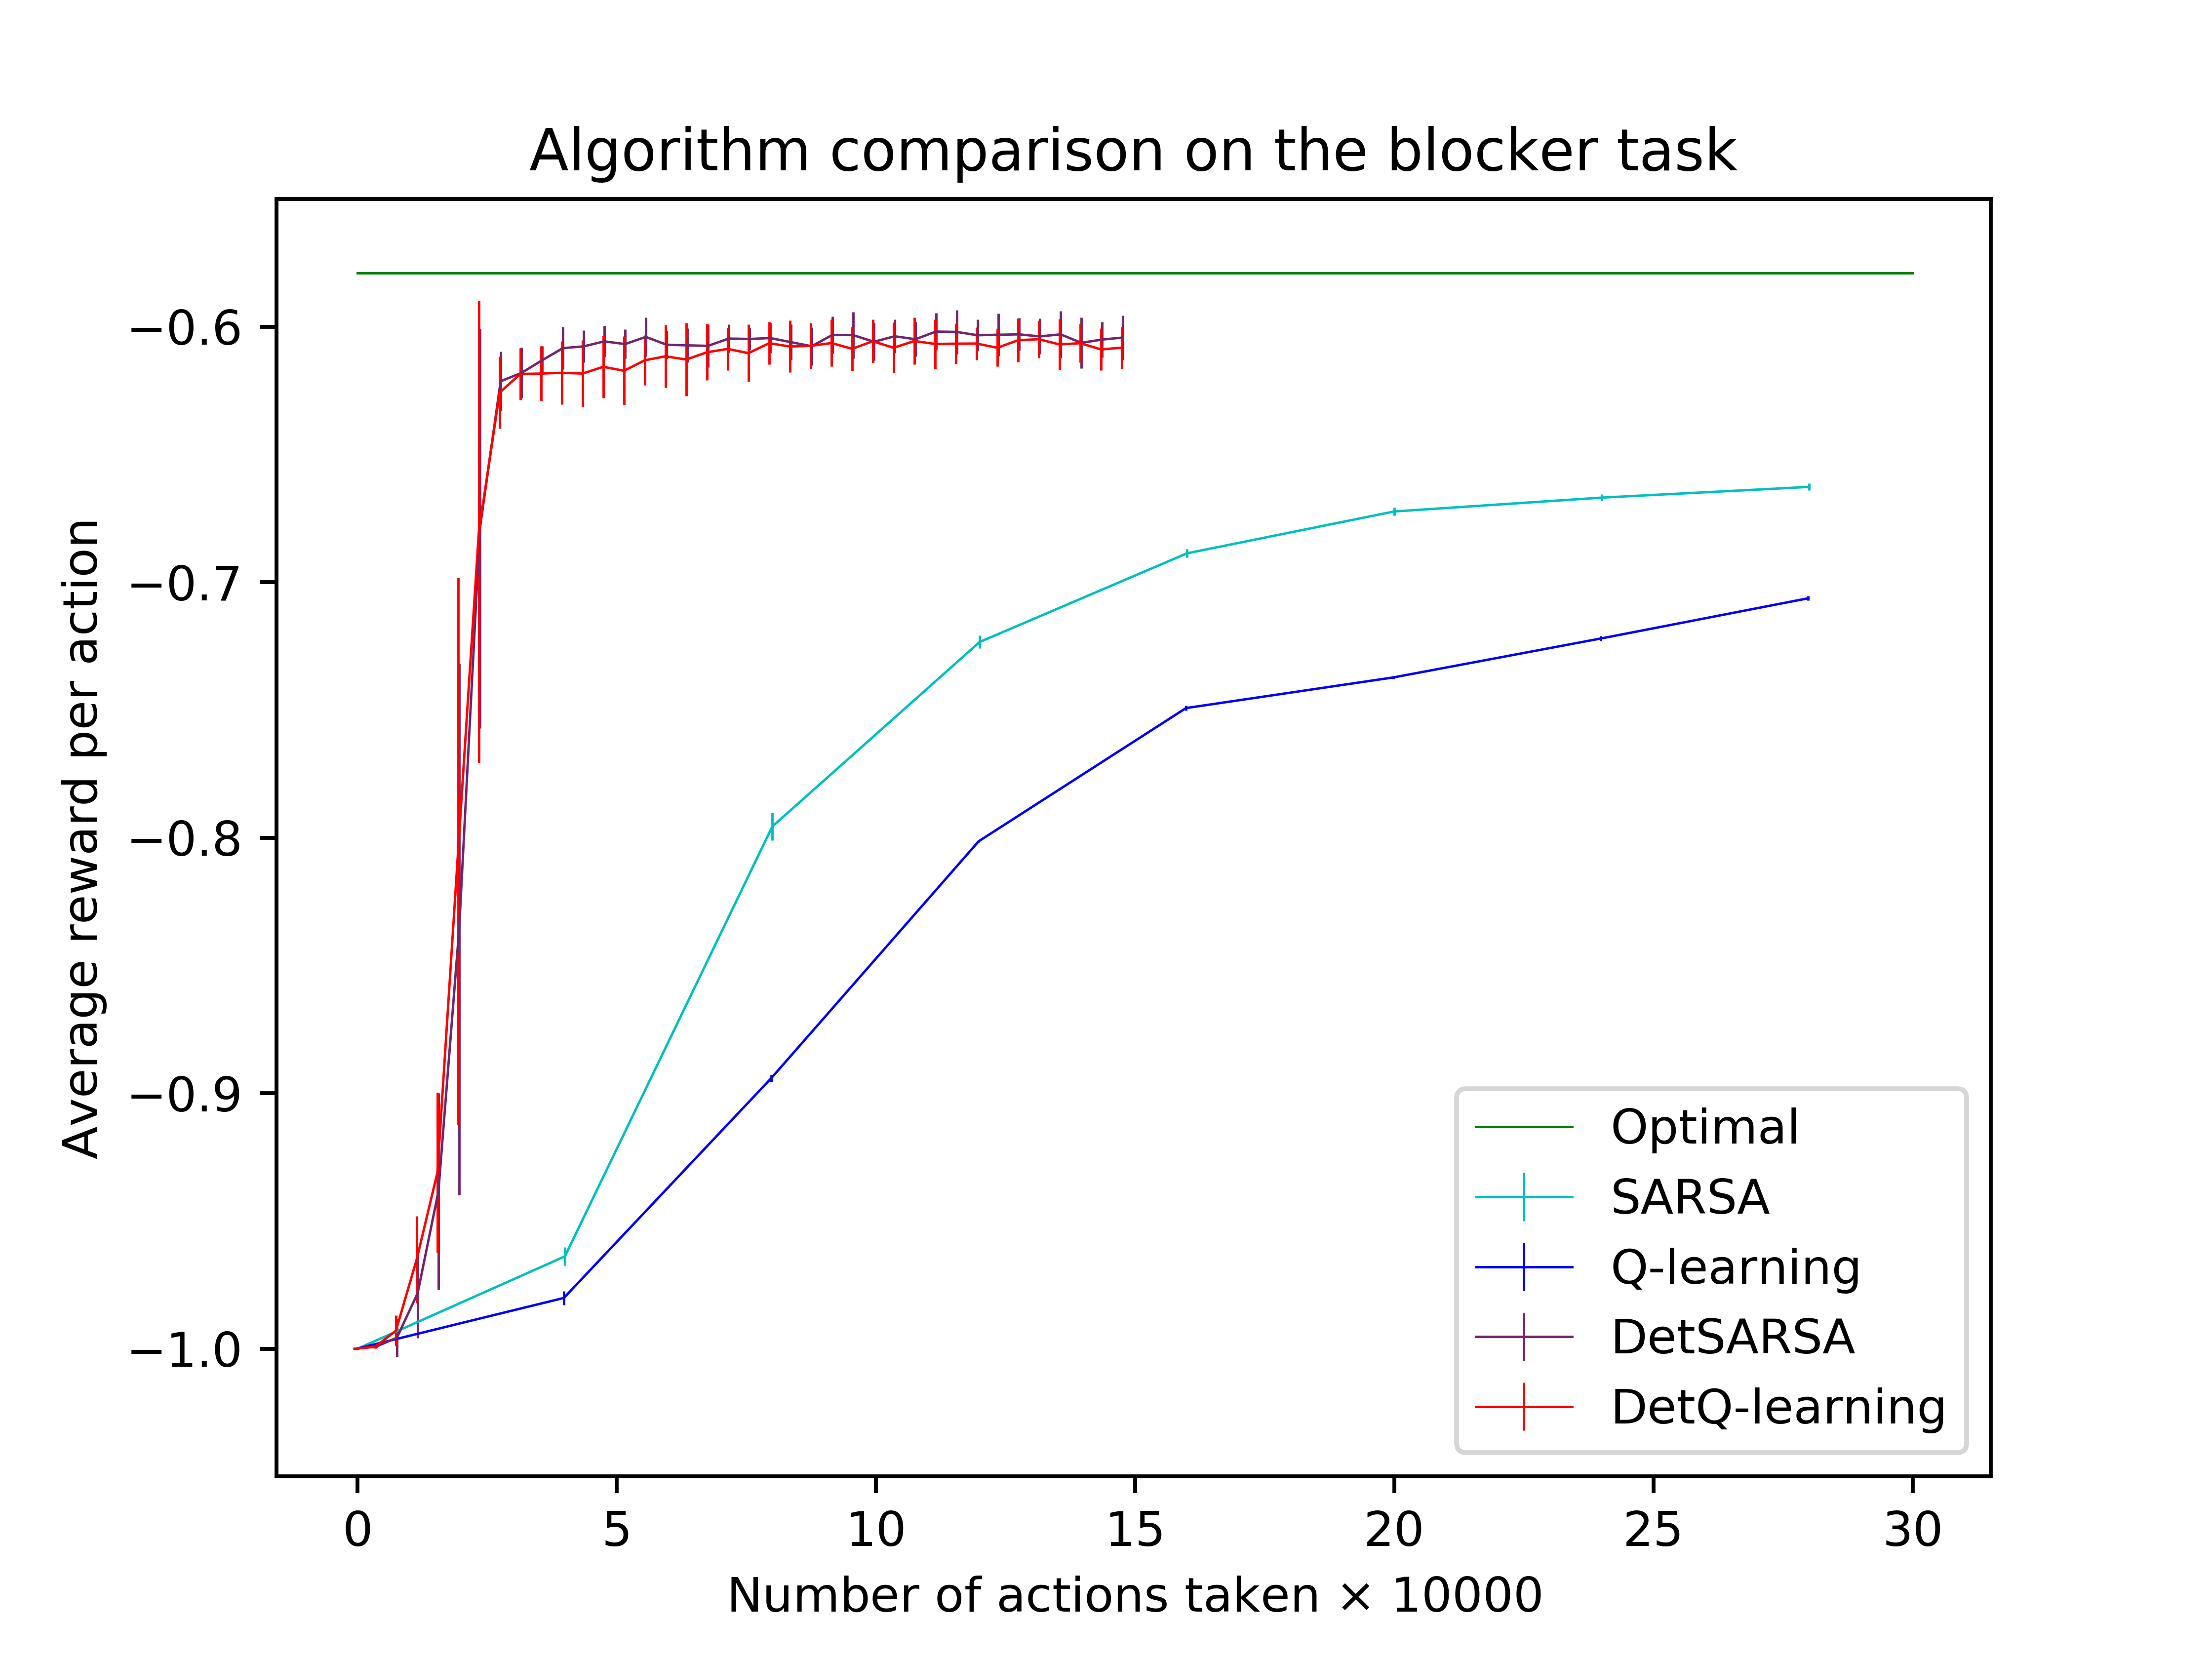 Algorithm comparison on the blocker task
Average reward per action
−0.6
−0.7
−0.8
−0.9
−1.0
Optimal
SARSA
Q-learning
DetSARSA
DetQ-learning
0 5 10 15 20 25 30
Number of actions taken × 10000